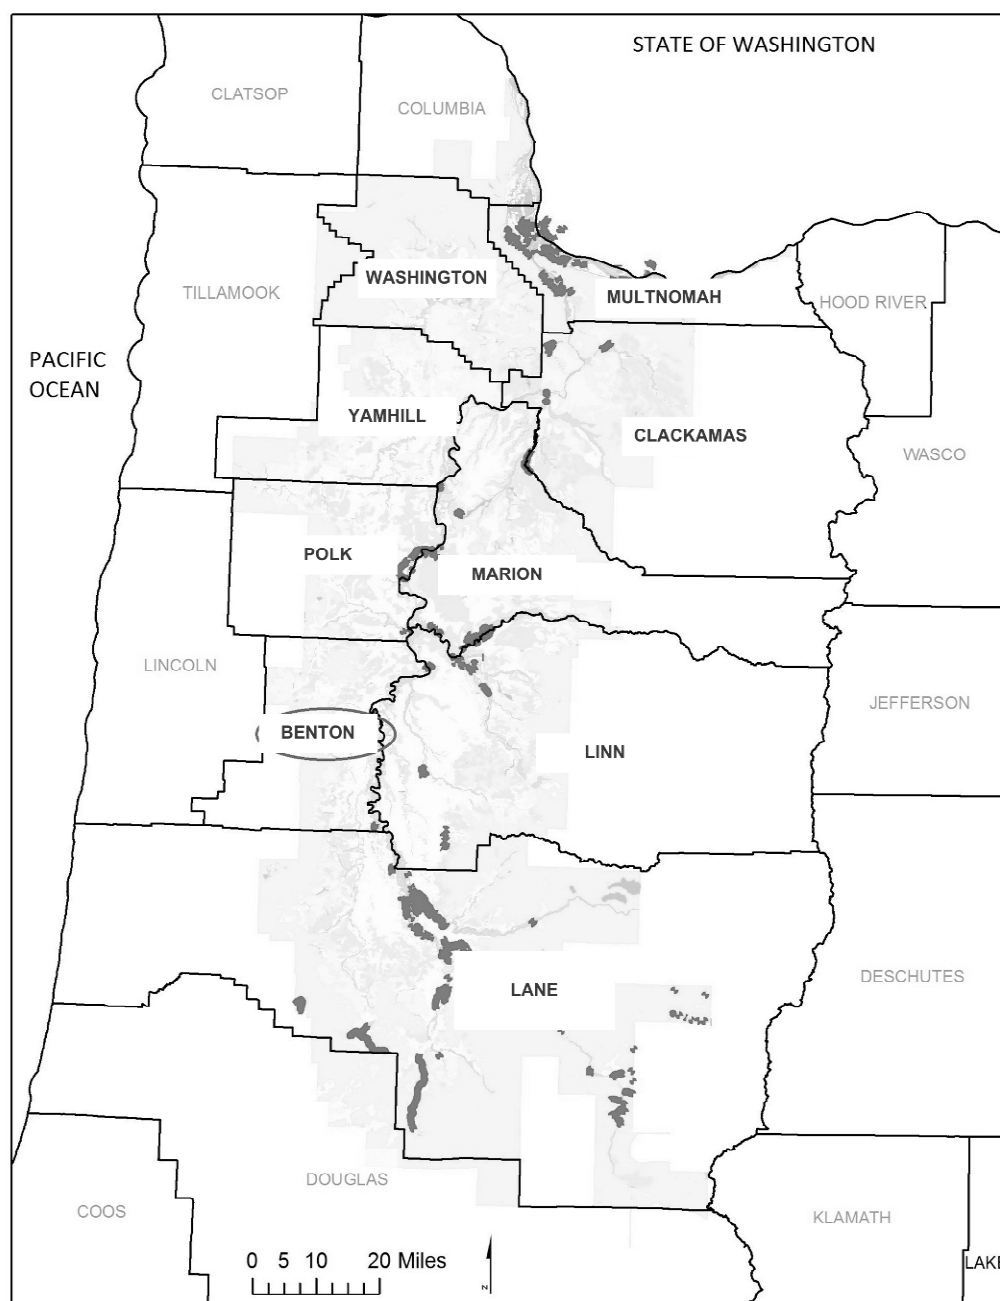 STATE OF WASHINGTON
CLATSOP
COLUMBIA
WASHINGTON
TILLAMOOK
MULTNOMAH
HOOD RIVER
PACIFIC
OCEAN
YAMHILL
CLACKAMAS
WASCO
POLK
MARION
LINCOLN
JEFFERSON
BENTON
LINN
DESCHUTES
LANE
DOUGLAS
COOS
KLAMATH
0 5 10 20 Miles
LAKE
N